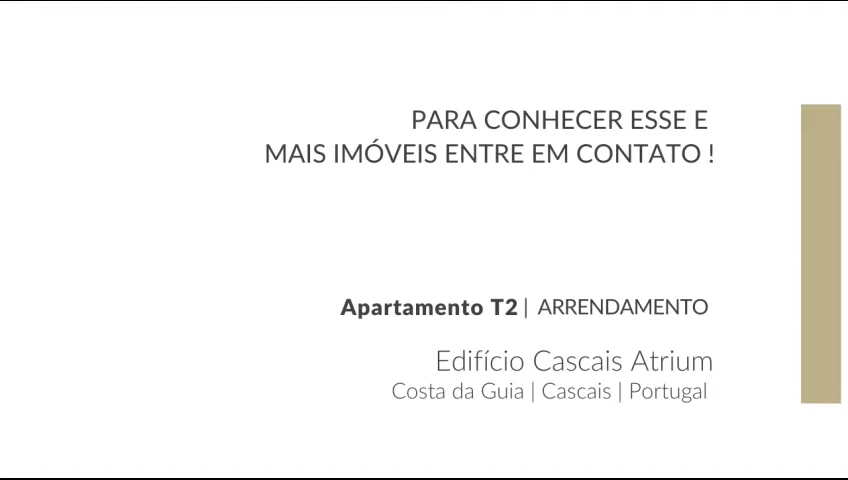 PARA CONHECER ESSE E
MAIS IMÓVEIS ENTRE EM CONTATO !
Apartamento T2 | ARRENDAMENTO
Edifício Cascais Atrium
Costa da Guia | Cascais | Portugal